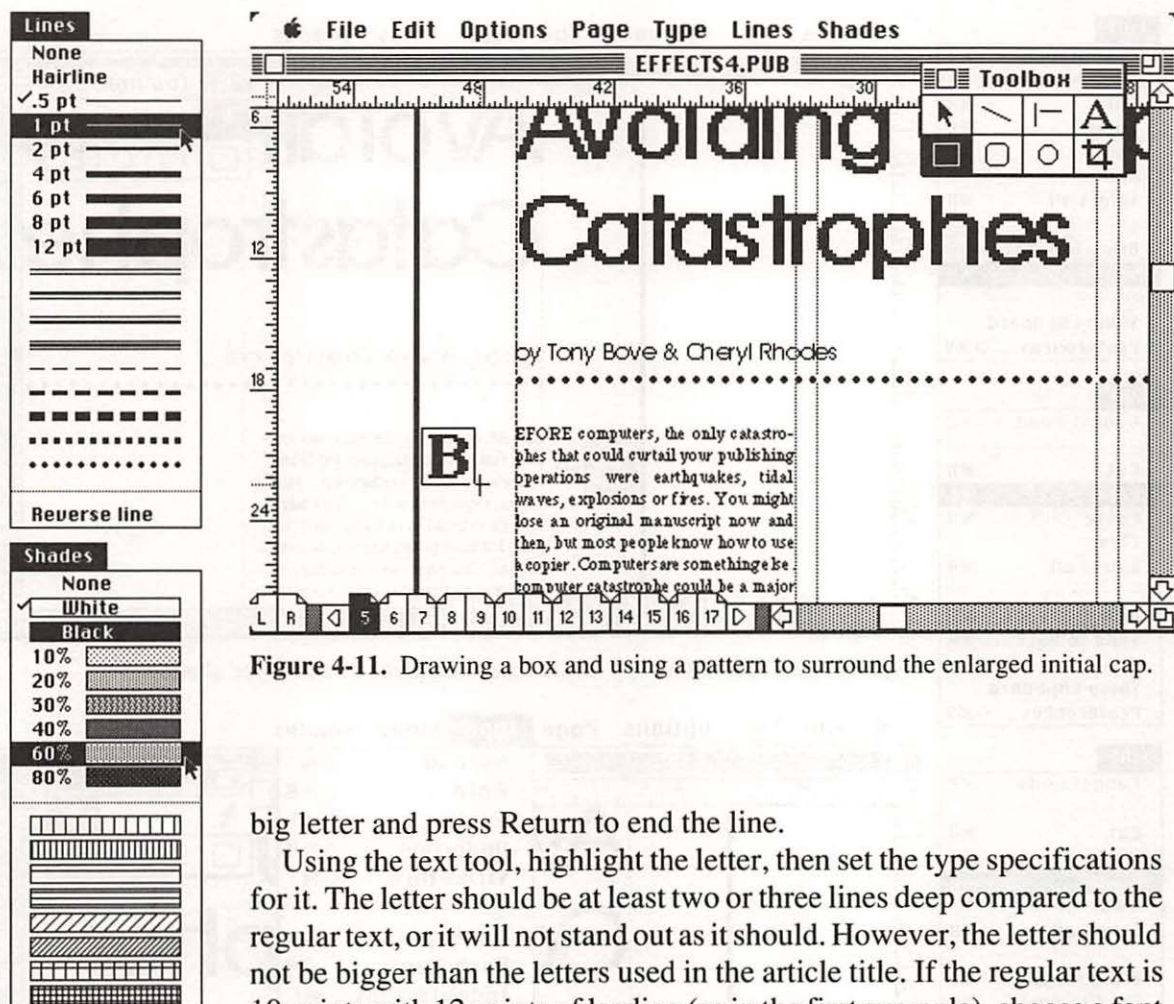 Lines
None
Hairline
✓.5 pt
1 pt
2 pt
4 pt
6 pt
8 pt
12 pt
Reverse line
Shades
None
✓ White
Black
10%
20%
30%
40%
60%
80%
File Edit Options Page Type Lines Shades
EFFECTS4.PUB
Toolbox
A
54 48 42 36 30
6
12
18
24
Avoiding
Catastrophes
by Tony Bove & Cheryl Rhodes
B
EFORE computers, the only catastro-
phes that could curtail your publishing
operations were earthquakes, tidal
waves, explosions or fires. You might
lose an original manuscript now and
then, but most people know how to use
a copier. Computers are something else
computer catastrophe could be a major
L R 5 6 7 8 9 10 11 12 13 14 15 16 17
Figure 4-11. Drawing a box and using a pattern to surround the enlarged initial cap.
big letter and press Return to end the line.
Using the text tool, highlight the letter, then set the type specifications
for it. The letter should be at least two or three lines deep compared to the
regular text, or it will not stand out as it should. However, the letter should
not be bigger than the letters used in the article title. If the regular text is